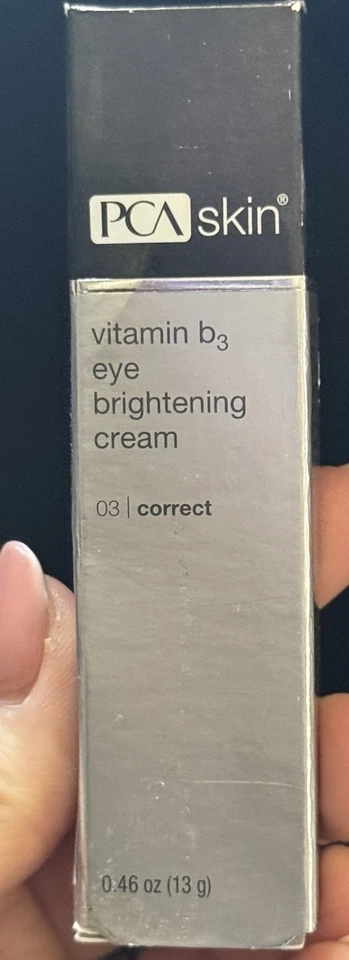 PCA skin®
vitamin b₃
eye
brightening
cream
03 | correct
0.46 oz (13 g)